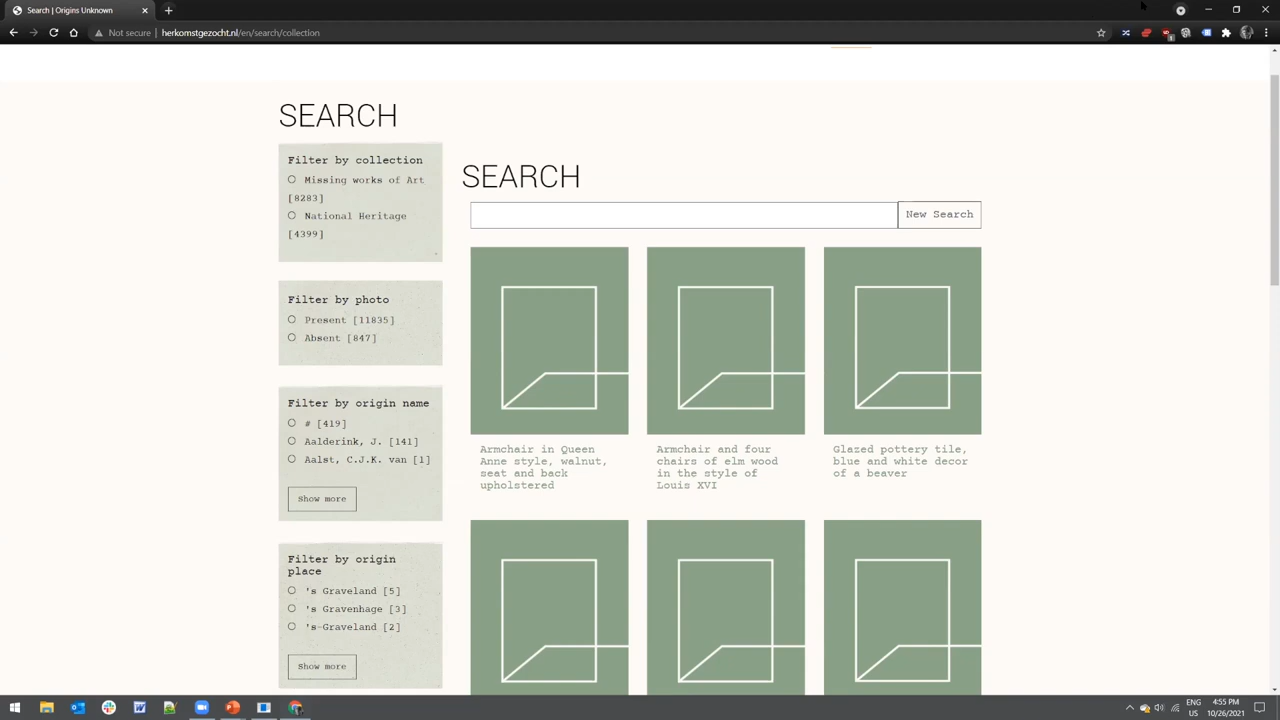 Search | Origins Unknown
Not secure | herkomstgezocht.nl/en/search/collection
SEARCH
Filter by collection
Missing works of Art
[8283]
National Heritage
[4399]
Filter by photo
Present [11835]
Absent [847]
Filter by origin name
# [419]
Aalderink, J. [141]
Aalst, C.J.K. van [1]
Show more
Filter by origin
place
's Graveland [5]
's Gravenhage [3]
's-Graveland [2]
Show more
SEARCH
New Search
Armchair in Queen
Anne style, walnut,
seat and back
upholstered
Armchair and four
chairs of elm wood
in the style of
Louis XVI
Glazed pottery tile,
blue and white decor
of a beaver
ENG
US
4:55 PM
10/26/2021